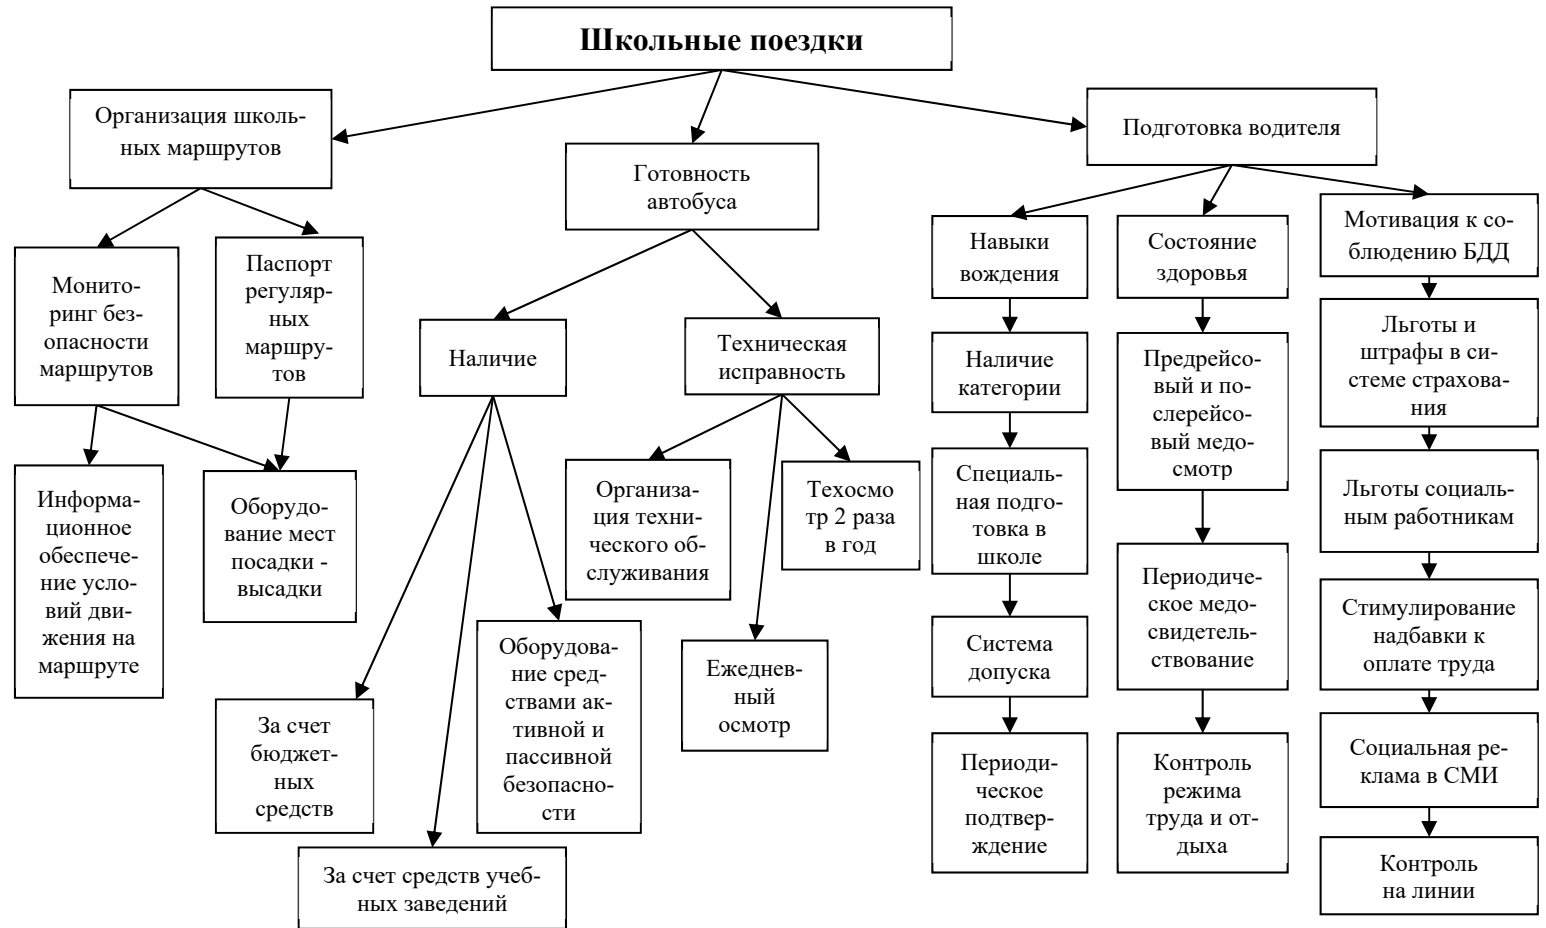 Школьные поездки
Организация школь-
ных маршрутов
Готовность
автобуса
Подготовка водителя
Монито-
ринг без-
опасности
маршрутов
Паспорт
регуляр-
ных
маршру-
тов
Наличие
Техническая
исправность
Навыки
вождения
Состояние
здоровья
Мотивация к со-
блюдению БДД
Информа-
ционное
обеспече-
ние усло-
вий дви-
жения на
маршруте
Оборудо-
вание мест
посадки -
высадки
За счет
бюджет-
ных
средств
За счет средств учеб-
ных заведений
Оборудова-
ние сред-
ствами ак-
тивной и
пассивной
безопасно-
сти
Организа-
ция техни-
ческого об-
служивания
Ежеднев-
ный
осмотр
Техосмо
тр 2 раза
в год
Наличие
категории
Специаль-
ная подго-
товка в
школе
Система
допуска
Периоди-
ческое
подтвер-
ждение
Предрейсо-
вый и по-
слерейсо-
вый медо-
смотр
Периодиче-
ское медо-
свидетель-
ствование
Контроль
режима
труда и от-
дыха
Льготы и
штрафы в си-
стеме страхова-
ния
Льготы социаль-
ным работникам
Стимулирование
надбавки к
оплате труда
Социальная ре-
клама в СМИ
Контроль
на линии